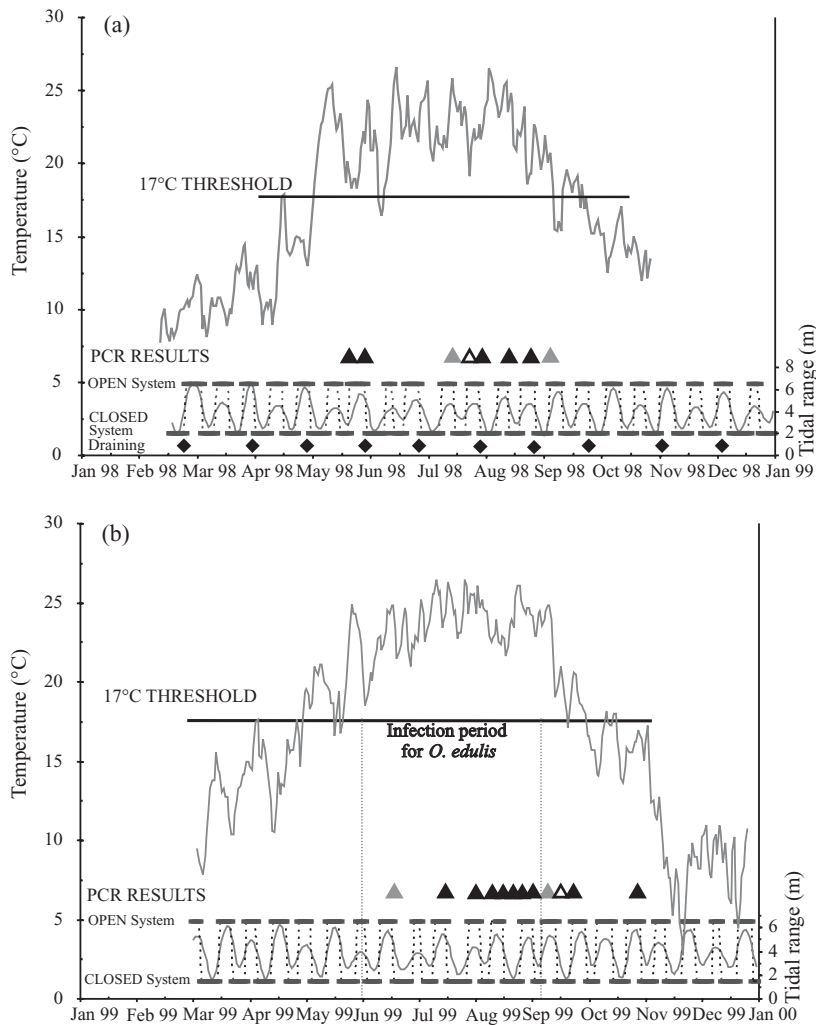 (a)
30
25
20
15
10
5
0
Temperature (°C)
17°C THRESHOLD
PCR RESULTS
OPEN System
CLOSED
System
Draining
8
6
4
2
0
Tidal range (m)
Jan 98 Feb 98 Mar 98 Apr 98 May 98 Jun 98 Jul 98 Aug 98 Sep 98 Oct 98 Nov 98 Dec 98 Jan 99
(b)
30
25
20
15
10
5
0
Temperature (°C)
17°C THRESHOLD
Infection period
for O. edulis
PCR RESULTS
OPEN System
CLOSED System
6
4
2
0
Tidal range (m)
Jan 99 Feb 99 Mar 99 Apr 99 May 99 Jun 99 Jul 99 Aug 99 Sep 99 Oct 99 Nov 99 Dec 99 Jan 00